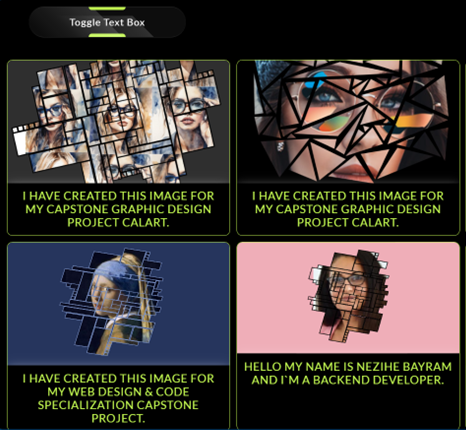 Toggle Text Box
I HAVE CREATED THIS IMAGE FOR
MY CAPSTONE GRAPHIC DESIGN
PROJECT CALART.
I HAVE CREATED THIS IMAGE FOR
MY CAPSTONE GRAPHIC DESIGN
PROJECT CALART.
I HAVE CREATED THIS IMAGE FOR
MY WEB DESIGN & CODE
SPECIALIZATION CAPSTONE
PROJECT.
HELLO MY NAME IS NEZIHE BAYRAM
AND I`M A BACKEND DEVELOPER.